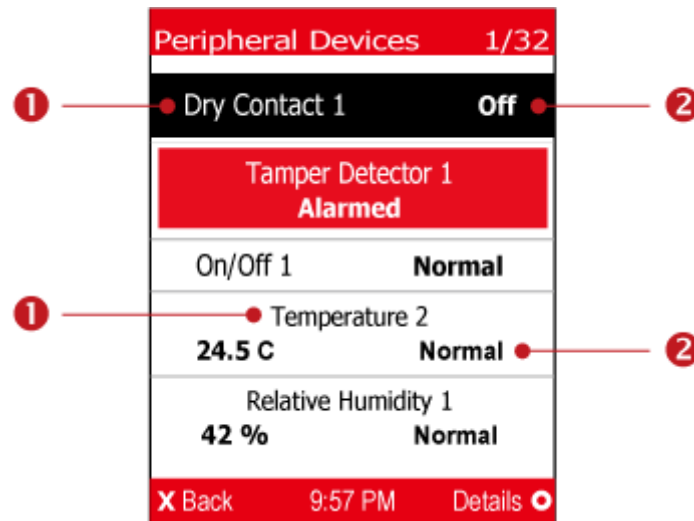 Peripheral Devices 1/32
1 Dry Contact 1 Off 2
Tamper Detector 1
Alarmed
On/Off 1 Normal
1 Temperature 2
24.5 C Normal 2
Relative Humidity 1
42 % Normal
X Back 9:57 PM Details O